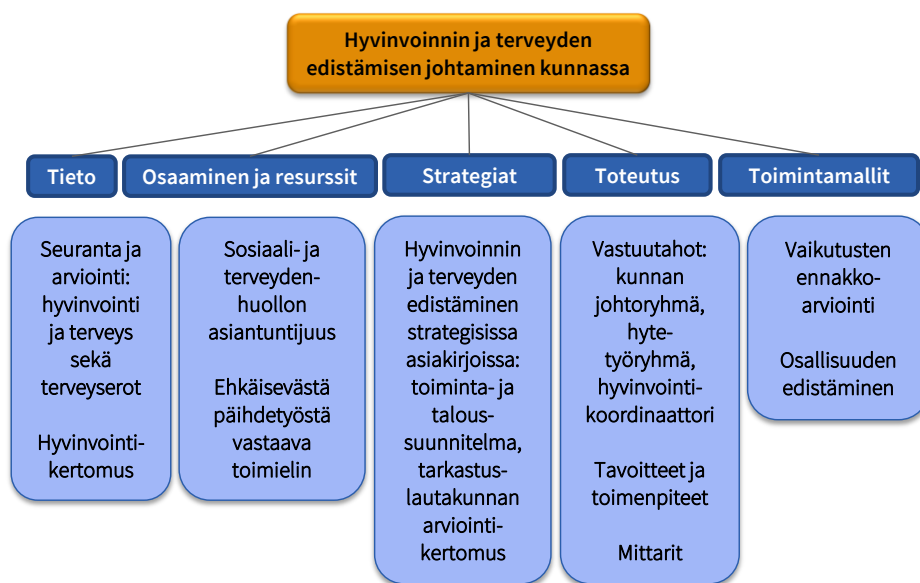 Hyvinvoinnin ja terveyden
edistämisen johtaminen kunnassa
Tieto
Osaaminen ja resurssit
Strategiat
Toteutus
Toimintamallit
Seuranta ja
arviointi:
hyvinvointi
ja terveys
sekä
terveyserot
Hyvinvointi-
kertomus
Sosiaali- ja
terveyden-
huollon
asiantuntijuus
Ehkäisevästä
päihdetyöstä
vastaava
toimielin
Hyvinvoinnin
ja terveyden
edistäminen
strategisissa
asiakirjoissa:
toiminta- ja
talous-
suunnitelma,
tarkastus-
lautakunnan
arviointi-
kertomus
Vastuutahot:
kunnan
johtoryhmä,
hyte-
työryhmä,
hyvinvointi-
koordinaattori
Tavoitteet ja
toimenpiteet
Mittarit
Vaikutusten
ennakko-
arviointi
Osallisuuden
edistäminen